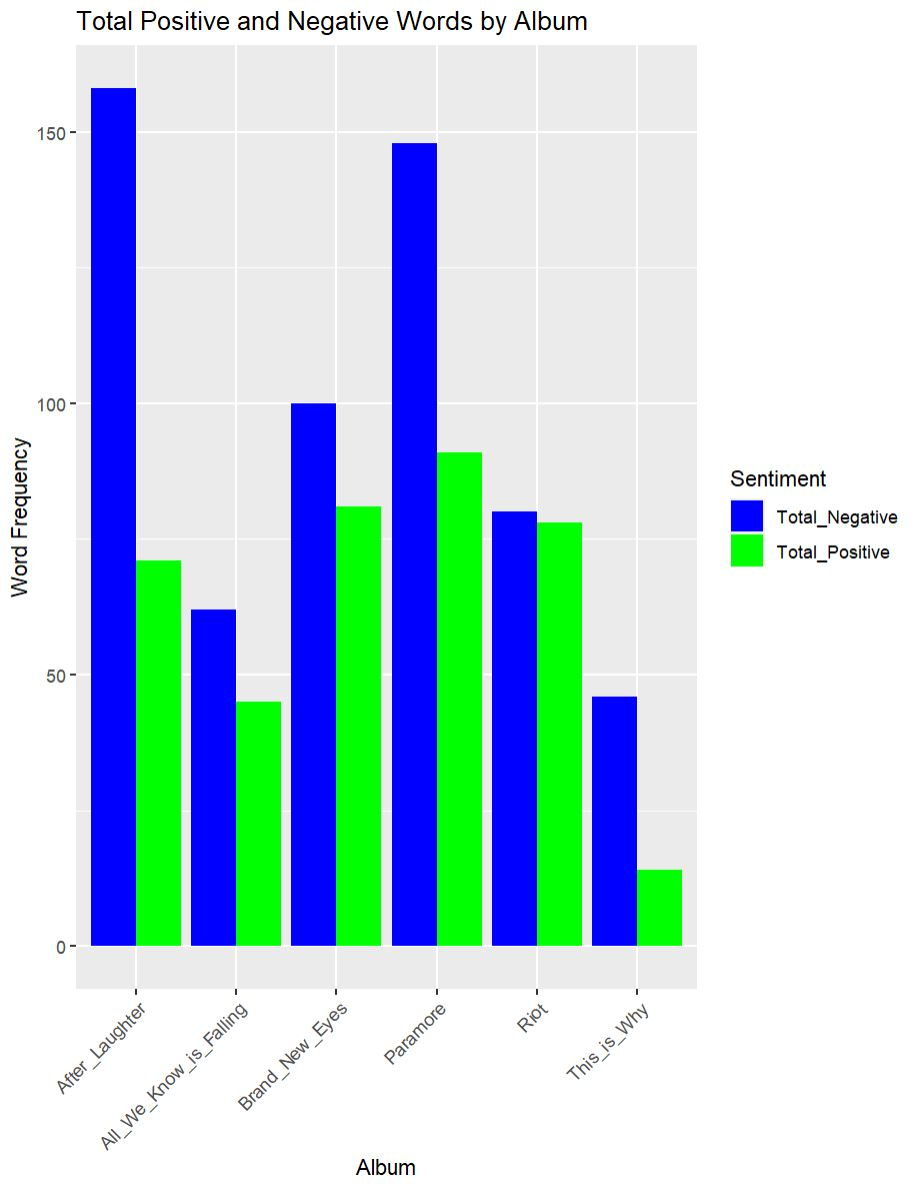 Total Positive and Negative Words by Album
Word Frequency
150
100
50
0
After_Laughter
All_We_Know_is_Falling
Brand_New_Eyes
Paramore
Riot
This_is_Why
Album
Sentiment
Total_Negative
Total_Positive